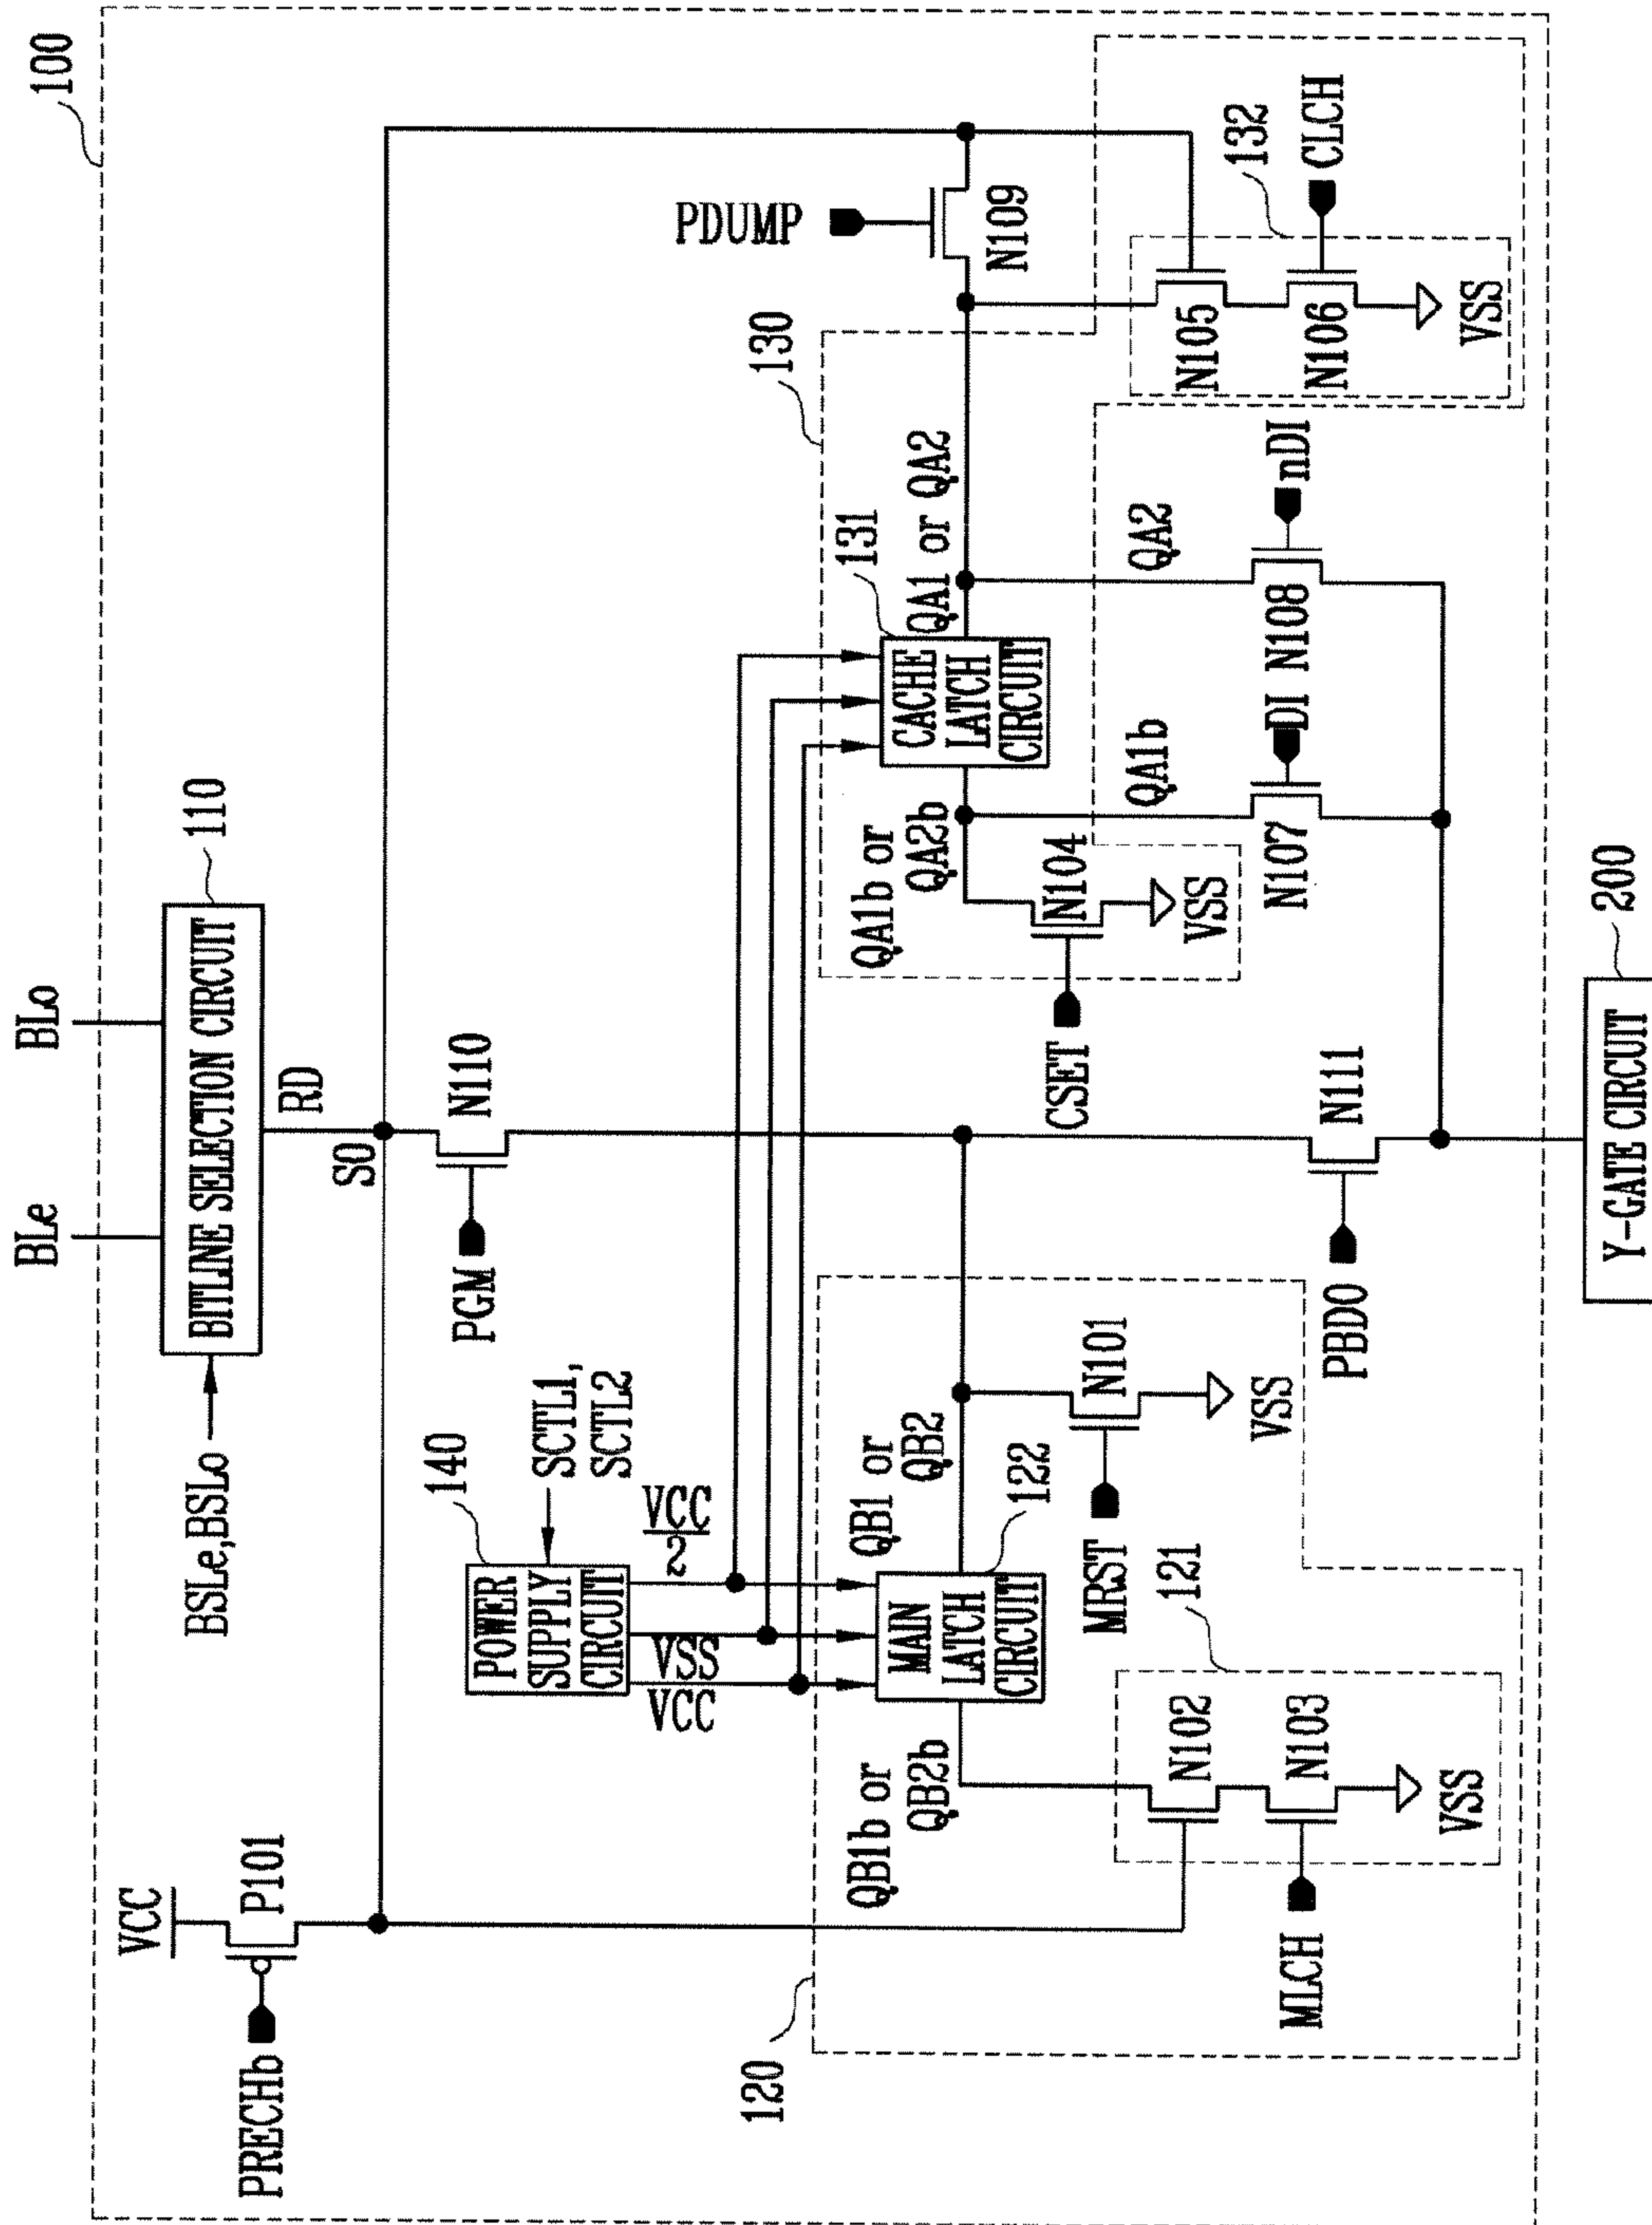 100
BLe
BLo
110
BITLINE SELECTION CIRCUIT
BSLe,BSLo
RD
SO
VCC
PRECHb
P101
PGM
N110
140
POWER
SUPPLY
CIRCUIT
SCTL1,
SCTL2
VCC
VSS
VCC
2
PDUMP
N109
120
QB1b or
QB2b
MAIN
LATCH
CIRCUIT
QB1 or
QB2
122
MRST
N101
VSS
121
N102
MLCH
N103
VSS
130
QA1b or
QA2b
131
CACHE
LATCH
CIRCUIT
QA1 or QA2
CSET
N104
VSS
QA1b
QA2
N107
DI
N108
nDI
132
N105
N106
CLCH
VSS
PBDO
N111
200
Y-GATE CIRCUIT